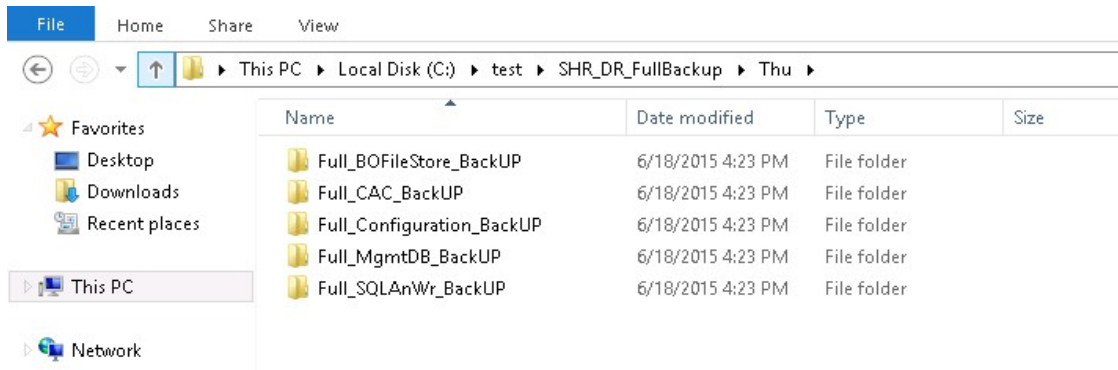 File Home Share View
This PC Local Disk (C:) test SHR_DR_FullBackup Thu
Favorites
Desktop
Downloads
Recent places
This PC
Network
Name Date modified Type Size
Full_BOFileStore_BackUP 6/18/2015 4:23 PM File folder
Full_CAC_BackUP 6/18/2015 4:23 PM File folder
Full_Configuration_BackUP 6/18/2015 4:23 PM File folder
Full_MgmtDB_BackUP 6/18/2015 4:23 PM File folder
Full_SQLAnWr_BackUP 6/18/2015 4:23 PM File folder